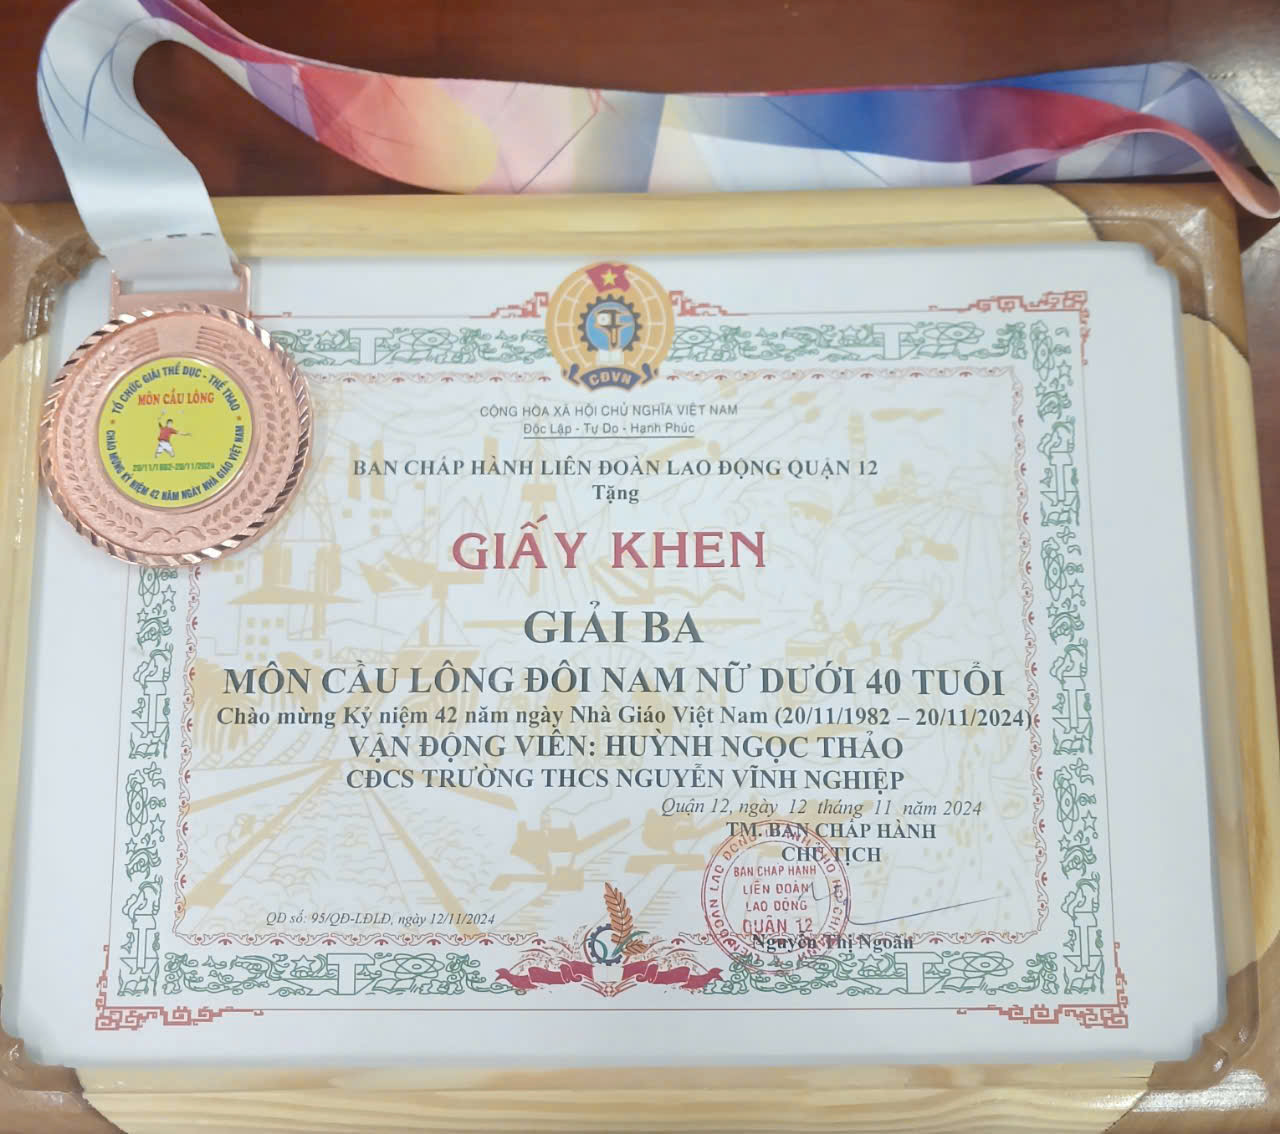 TỔ CHỨC GIẢI THỂ DỤC - THỂ THAO
MÔN CẦU LÔNG
20/11/1982-20/11/2024
CHÀO MỪNG KỶ NIỆM 42 NĂM NGÀY NHÀ GIÁO VIỆT NAM
CĐVN
CỘNG HÒA XÃ HỘI CHỦ NGHĨA VIỆT NAM
Độc Lập - Tự Do - Hạnh Phúc
BAN CHẤP HÀNH LIÊN ĐOÀN LAO ĐỘNG QUẬN 12
Tặng
GIẤY KHEN
GIẢI BA
MÔN CẦU LÔNG ĐÔI NAM NỮ DƯỚI 40 TUỔI
Chào mừng Kỷ niệm 42 năm ngày Nhà Giáo Việt Nam (20/11/1982 – 20/11/2024)
VẬN ĐỘNG VIÊN: HUỲNH NGỌC THẢO
CĐCS TRƯỜNG THCS NGUYỄN VĨNH NGHIỆP
Quận 12, ngày 12 tháng 11 năm 2024
TM. BAN CHẤP HÀNH
CHỦ TỊCH
BAN CHẤP HÀNH
LIÊN ĐOÀN
LAO ĐỘNG
QUẬN 12
QĐ số: 95/QĐ-LĐLĐ, ngày 12/11/2024
Nguyễn Thị Ngoãn